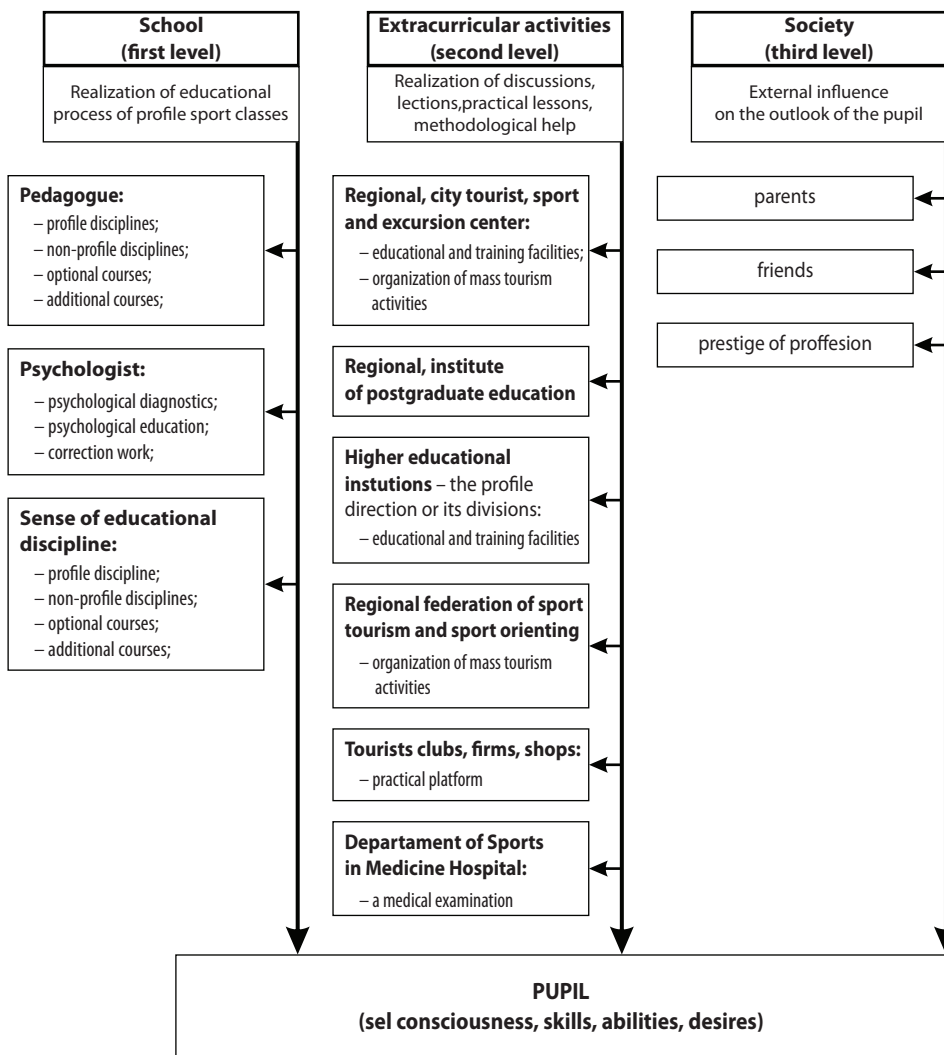 School
(first level)
Realization of educational
process of profile sport classes
Pedagogue:
– profile disciplines;
– non-profile disciplines;
– optional courses;
– additional courses;
Psychologist:
– psychological diagnostics;
– psychological education;
– correction work;
Sense of educational
discipline:
– profile discipline;
– non-profile disciplines;
– optional courses;
– additional courses;
Extracurricular activities
(second level)
Realization of discussions,
lections,practical lessons,
methodological help
Regional, city tourist, sport
and excursion center:
– educational and training facilities;
– organization of mass tourism
activities
Regional, institute
of postgraduate education
Higher educational
instutions – the profile
direction or its divisions:
– educational and training facilities
Regional federation of sport
tourism and sport orienting
– organization of mass tourism
activities
Tourists clubs, firms, shops:
– practical platform
Departament of Sports
in Medicine Hospital:
– a medical examination
Society
(third level)
External influence
on the outlook of the pupil
parents
friends
prestige of proffesion
PUPIL
(sel consciousness, skills, abilities, desires)